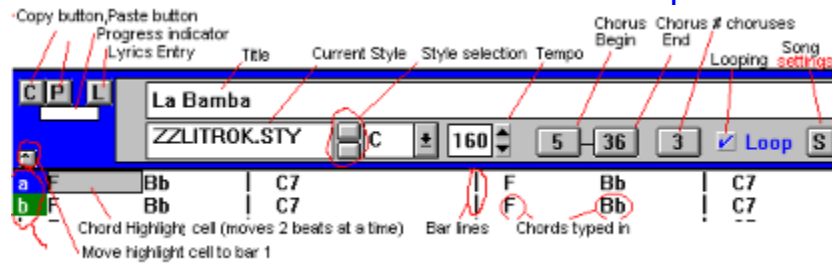 Copy button,Paste button
Progress indicator
Lyrics Entry
Title
Current Style
Style selection
Tempo
Chorus Begin
Chorus End
# choruses
Looping
Song settings
C P L
La Bamba
ZZLITROK.STY C 160 5 - 36 3 Loop S
a F Bb C7 F Bb C7
b F Bb C7 F Bb C7
Chord Highlight cell (moves 2 beats at a time)
Bar lines
Chords typed in
Move highlight cell to bar 1